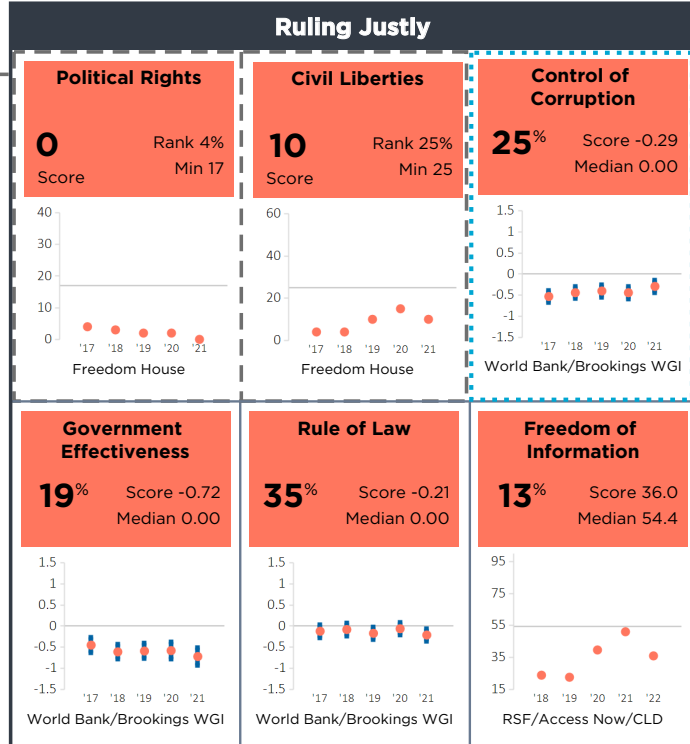 Ruling Justly
Political Rights
0
Score
Rank 4%
Min 17
40
20
10
0
'17 '18 '19 '20 '21
Freedom House
Civil Liberties
10
Score
Rank 25%
Min 25
60
40
20
0
'17 '18 '19 '20 '21
Freedom House
Control of
Corruption
25%
Score -0.29
Median 0.00
1.5
1
0.5
0
-0.5
-1
-1.5
'17 '18 '19 '20 '21
World Bank/Brookings WGI
Government
Effectiveness
19%
Score -0.72
Median 0.00
1.5
1
0.5
0
-0.5
-1
-1.5
'17 '18 '19 '20 '21
World Bank/Brookings WGI
Rule of Law
35%
Score -0.21
Median 0.00
1.5
1
0.5
0
-0.5
-1
-1.5
'17 '18 '19 '20 '21
World Bank/Brookings WGI
Freedom of
Information
13%
Score 36.0
Median 54.4
95
75
55
35
15
'18 '19 '20 '21 '22
RSF/Access Now/CLD